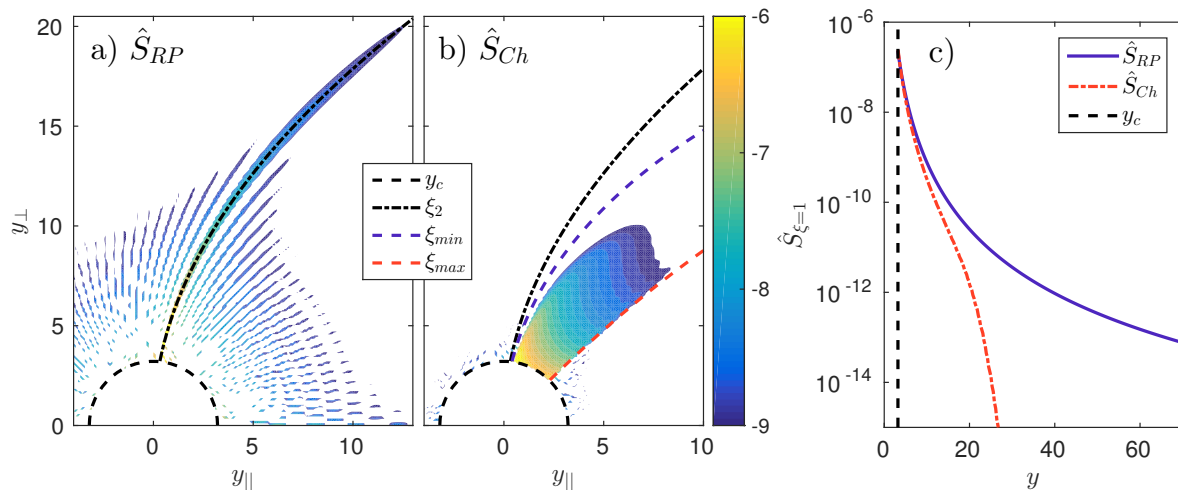 a) Ŝ_RP
b) Ŝ_Ch
c)
20
15
10
5
0
y_⊥
0 5 10
y_||
0 5 10
y_||
y_c
ξ_2
ξ_min
ξ_max
-6
-7
-8
-9
10^-6
10^-8
10^-10
10^-12
10^-14
Ŝ_ξ=1
0 20 40 60
y
Ŝ_RP
Ŝ_Ch
y_c